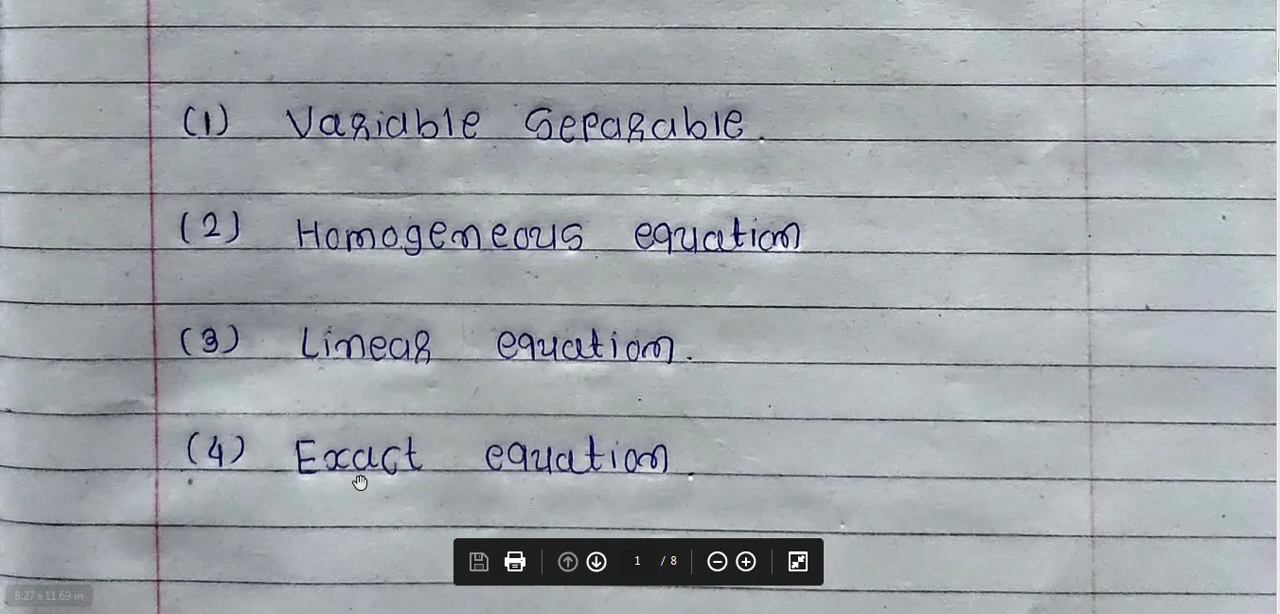 (1) Variable Separable.
(2) Homogeneous equation
(3) Linear equation.
(4) Exact equation.
1 / 8
8.27 x 11.69 in